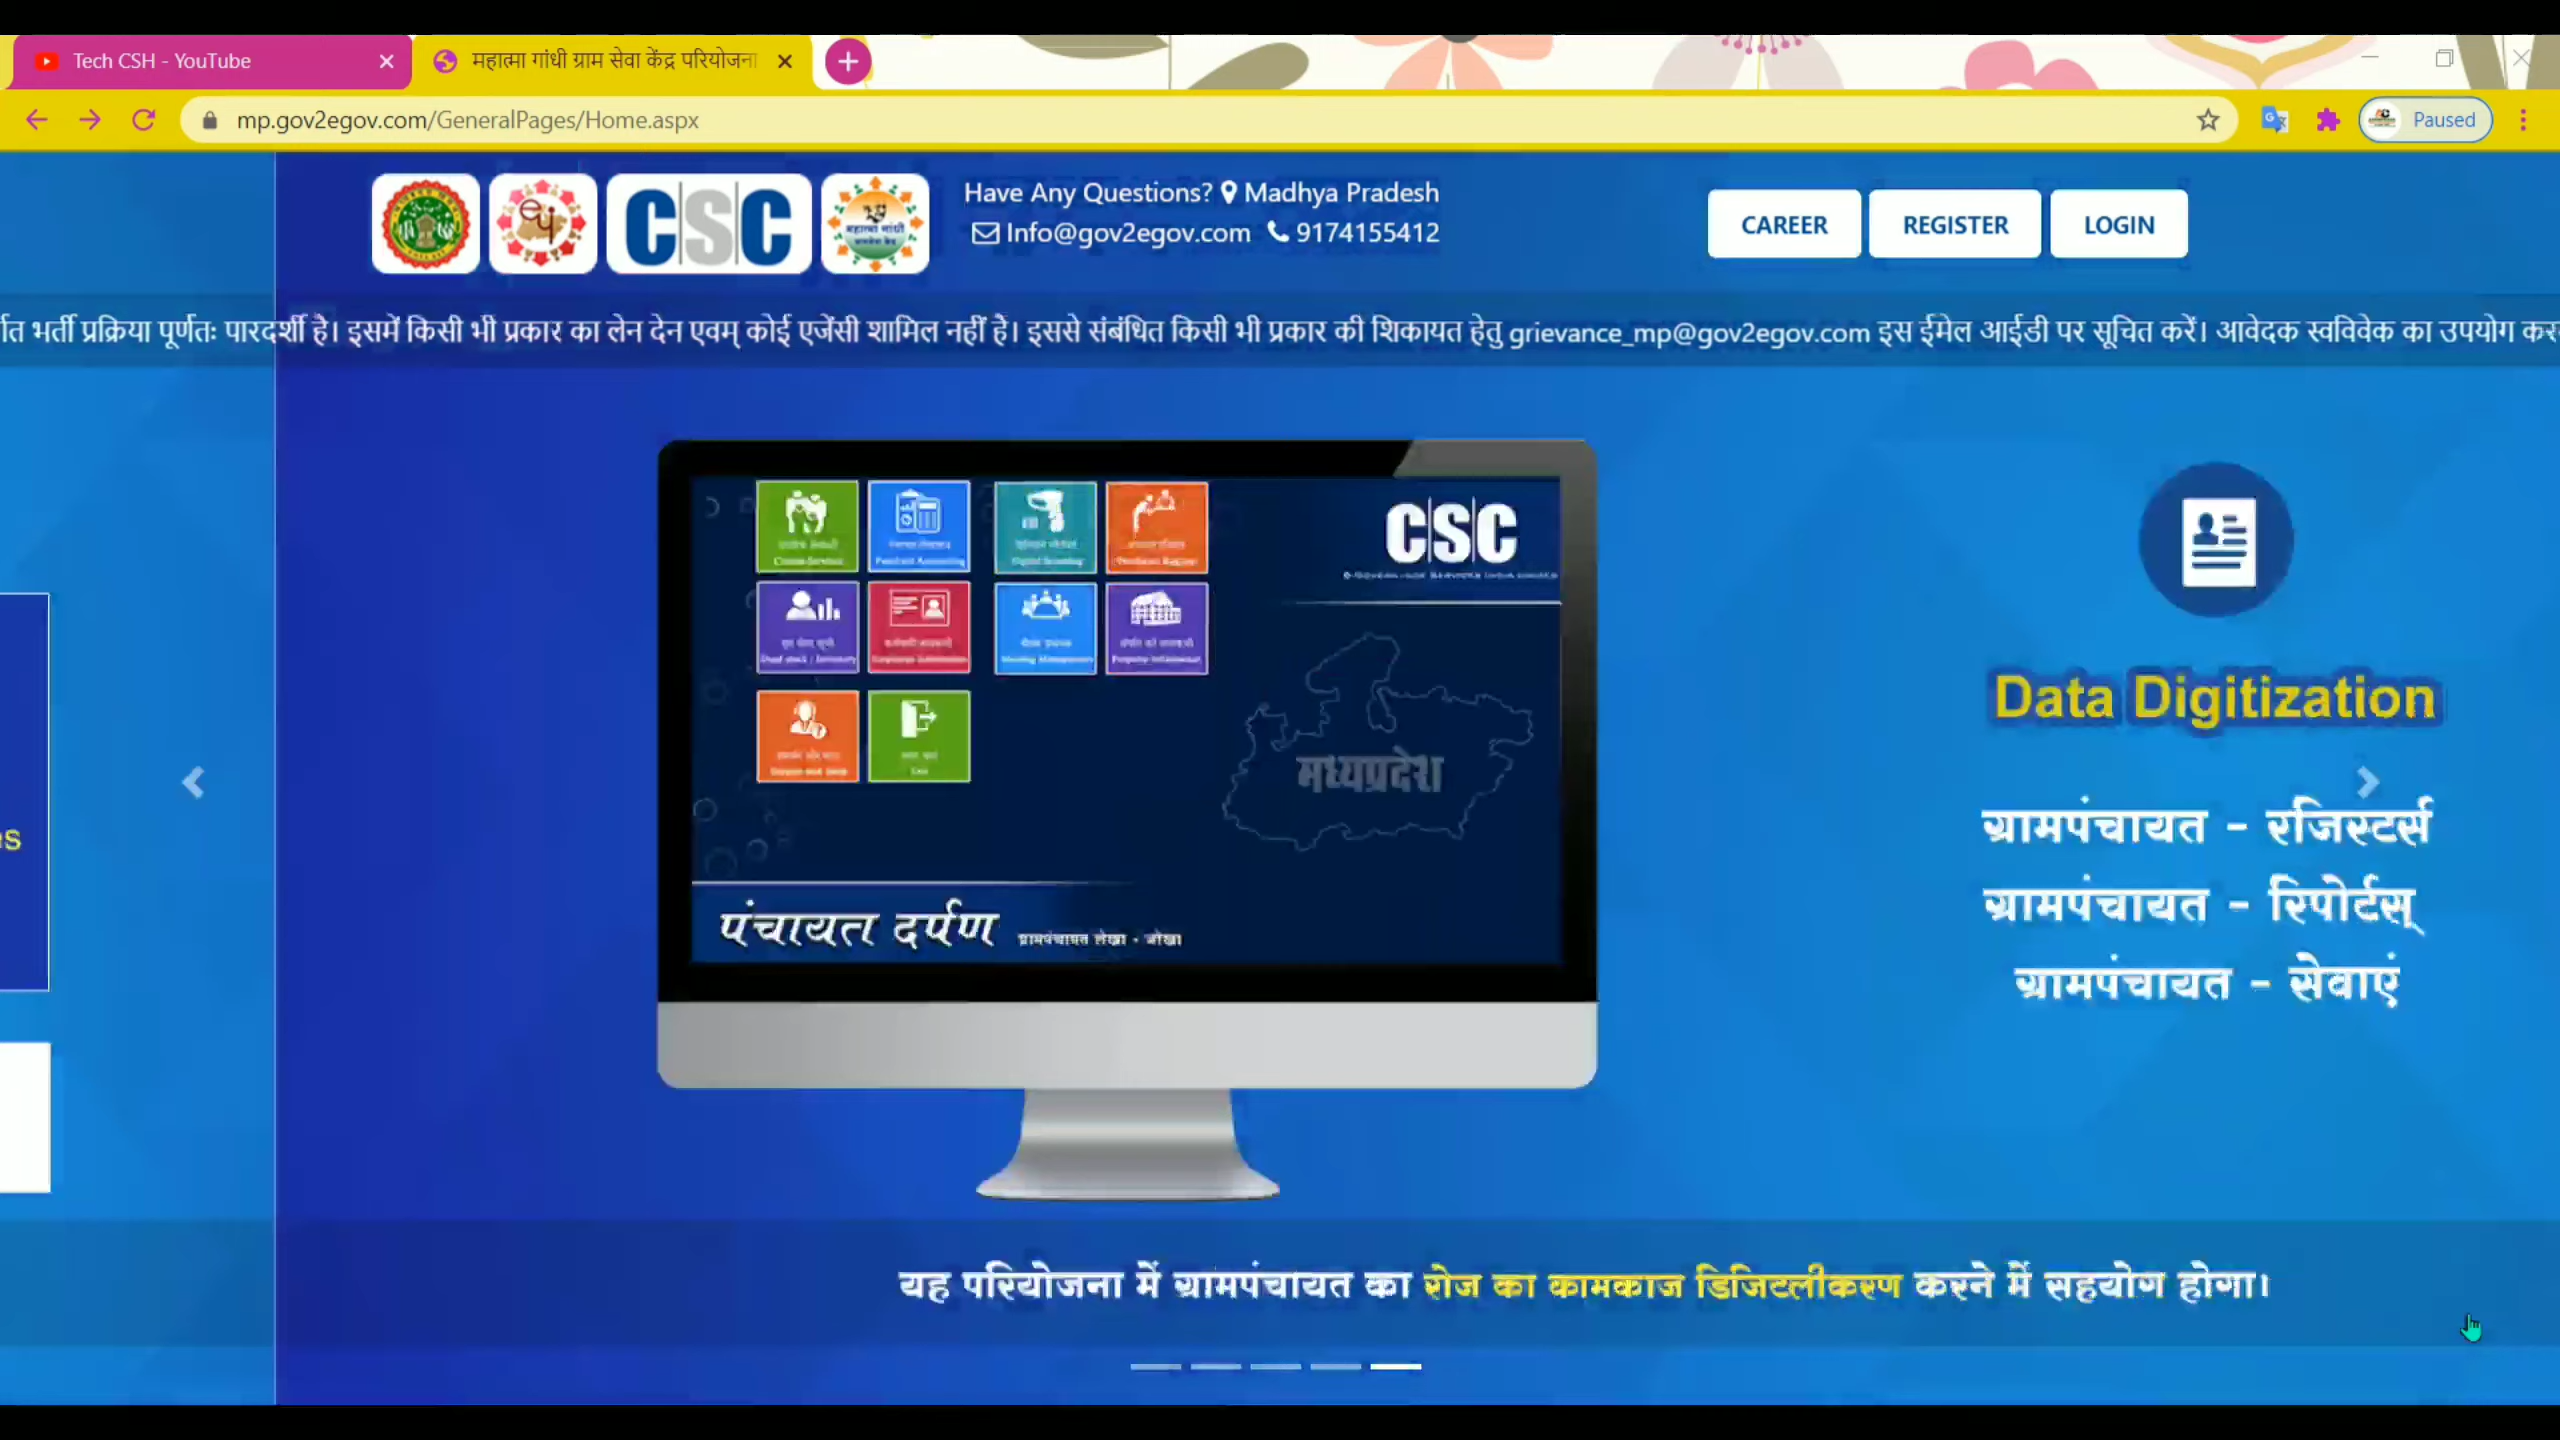 Tech CSH - YouTube
महात्मा गांधी ग्राम सेवा केंद्र परियोजना
mp.gov2egov.com/GeneralPages/Home.aspx
Paused
CSC
Have Any Questions? Madhya Pradesh
Info@gov2egov.com 9174155412
CAREER REGISTER LOGIN
भर्ती प्रक्रिया पूर्णतः पारदर्शी है। इसमें किसी भी प्रकार का लेन देन एवम् कोई एजेंसी शामिल नहीं है। इससे संबंधित किसी भी प्रकार की शिकायत हेतु grievance_mp@gov2egov.com इस ईमेल आईडी पर सूचित करें। आवेदक स्वविवेक का उपयोग
CSC
मध्यप्रदेश
पंचायत दर्पण ग्रामपंचायत लेखा - जोखा
Data Digitization
ग्रामपंचायत - रजिस्टर्स
ग्रामपंचायत - रिपोर्टस्
ग्रामपंचायत - सेवाएं
यह परियोजना में ग्रामपंचायत का रोज का कामकाज डिजिटलीकरण करने में सहयोग होगा।